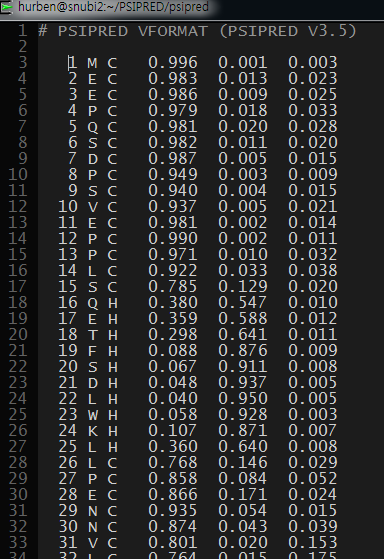 hurben@snubi2:~/PSIPRED/psipred
1 # PSIPRED VFORMAT (PSIPRED V3.5)
2
3 1 M C 0.996 0.001 0.003
4 2 E C 0.983 0.013 0.023
5 3 E C 0.986 0.009 0.025
6 4 P C 0.979 0.018 0.033
7 5 Q C 0.981 0.020 0.028
8 6 S C 0.982 0.011 0.020
9 7 D C 0.987 0.005 0.015
10 8 P C 0.949 0.003 0.009
11 9 S C 0.940 0.004 0.015
12 10 V C 0.937 0.005 0.021
13 11 E C 0.981 0.002 0.014
14 12 P C 0.990 0.002 0.011
15 13 P C 0.971 0.010 0.032
16 14 L C 0.922 0.033 0.038
17 15 S C 0.785 0.129 0.020
18 16 Q H 0.380 0.547 0.010
19 17 E H 0.359 0.588 0.012
20 18 T H 0.298 0.641 0.011
21 19 F H 0.088 0.876 0.009
22 20 S H 0.067 0.911 0.008
23 21 D H 0.048 0.937 0.005
24 22 L H 0.040 0.950 0.005
25 23 W H 0.058 0.928 0.003
26 24 K H 0.107 0.871 0.007
27 25 L H 0.360 0.640 0.008
28 26 L C 0.768 0.146 0.029
29 27 P C 0.858 0.084 0.052
30 28 E C 0.866 0.171 0.024
31 29 N C 0.935 0.054 0.015
32 30 N C 0.874 0.043 0.039
33 31 V C 0.801 0.020 0.153
34 32 L C 0.764 0.015 0.175